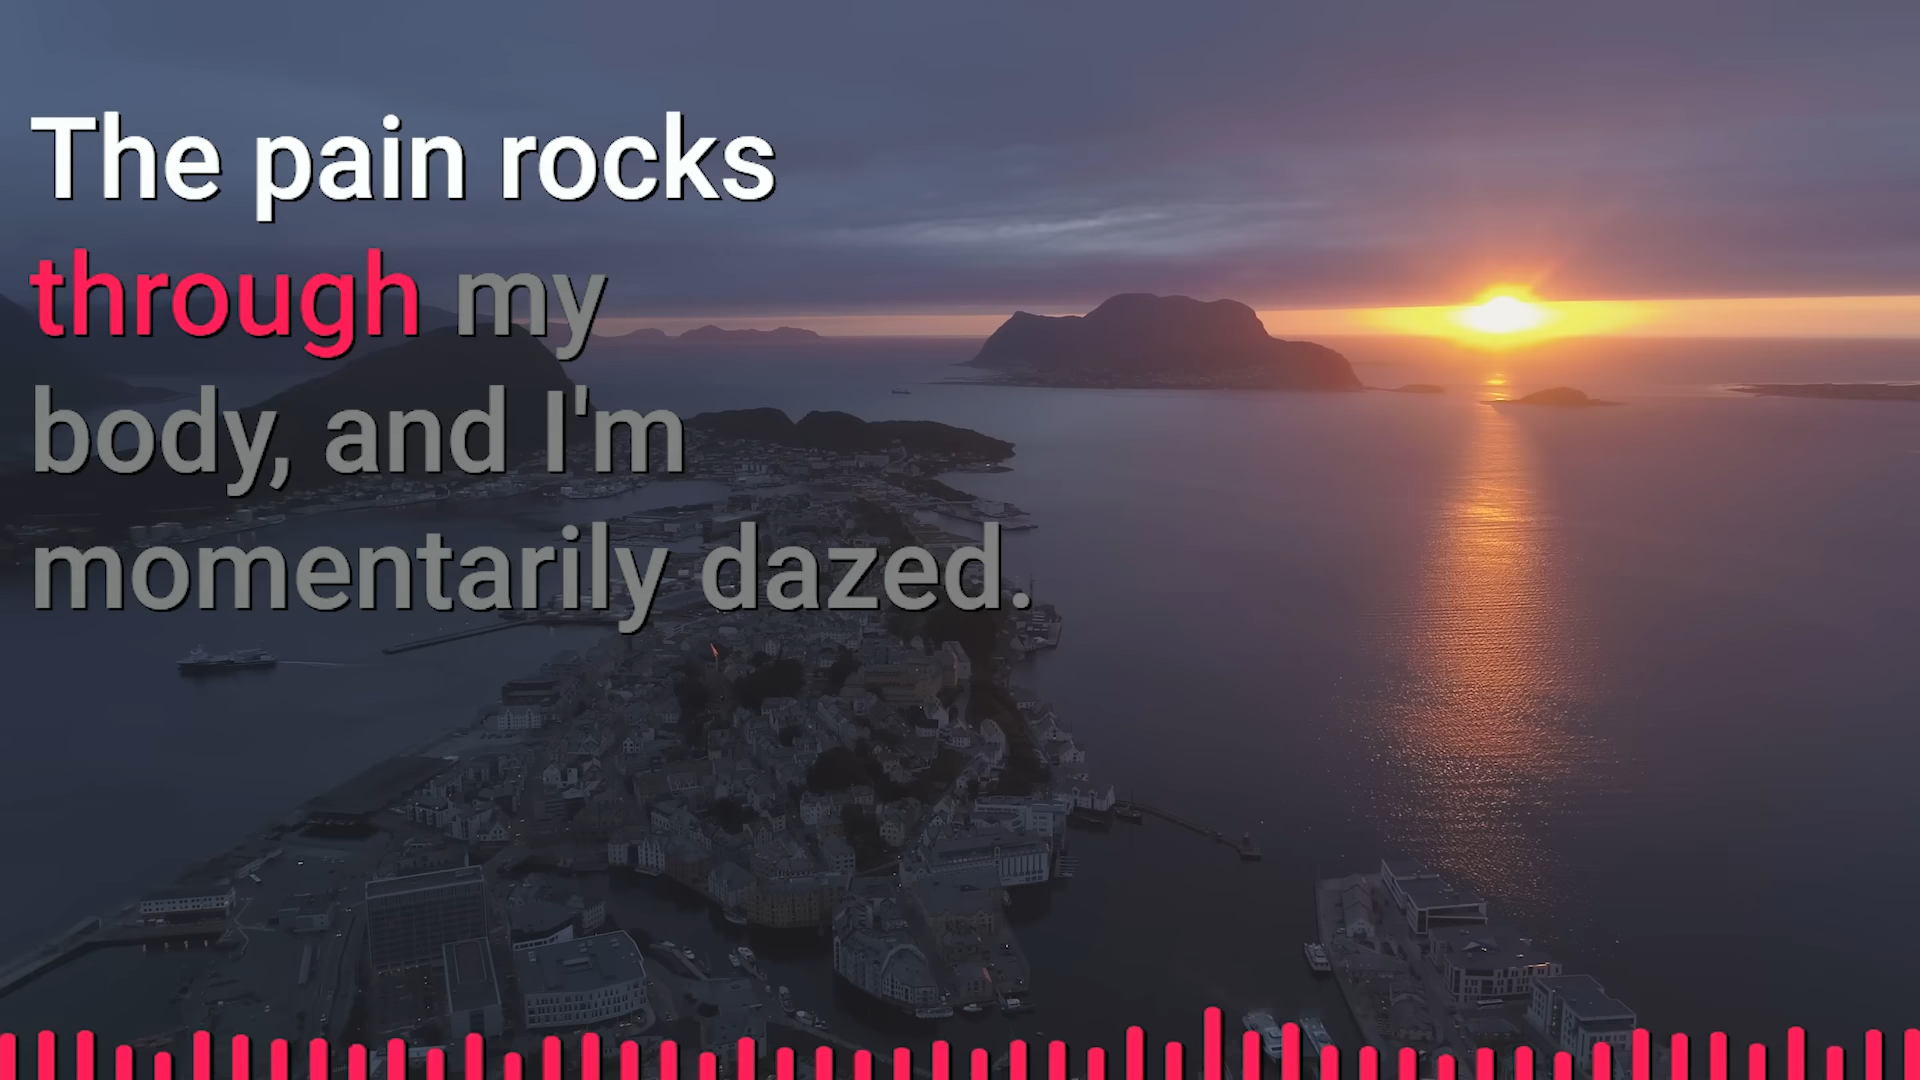 The pain rocks
through my
body, and I'm
momentarily dazed.